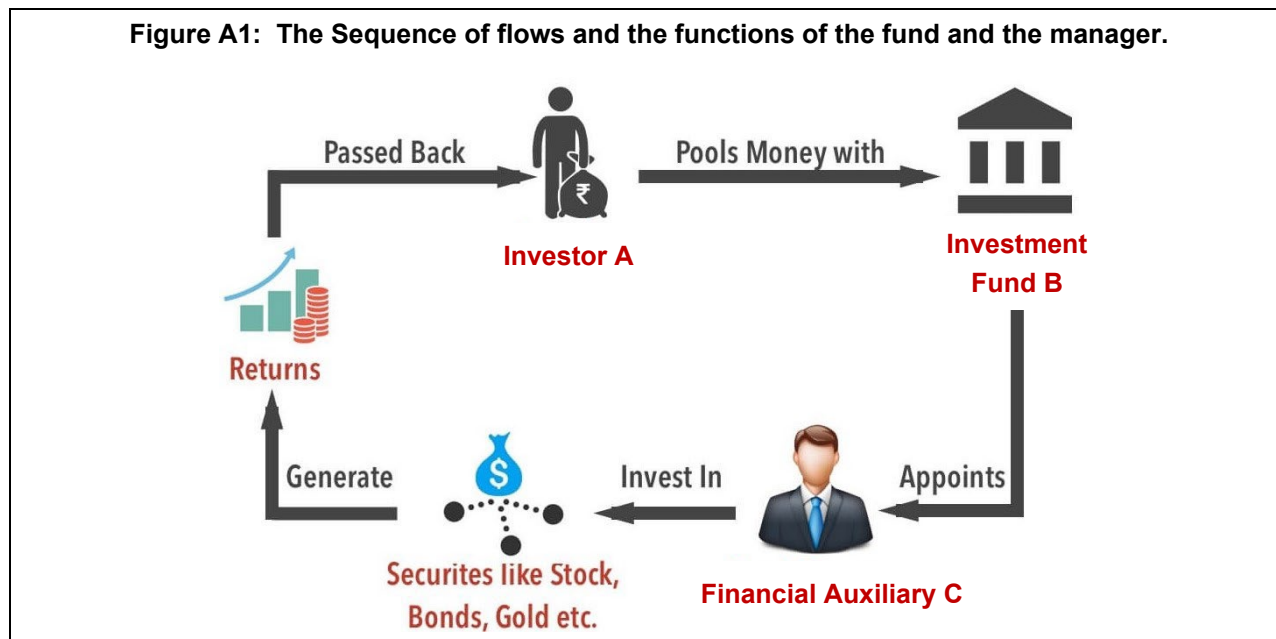 Figure A1:  The Sequence of flows and the functions of the fund and the manager.
Passed Back
Pools Money with
₹
Investor A
Investment
Fund B
Returns
Generate
$
Invest In
Appoints
Securites like Stock,
Bonds, Gold etc.
Financial Auxiliary C